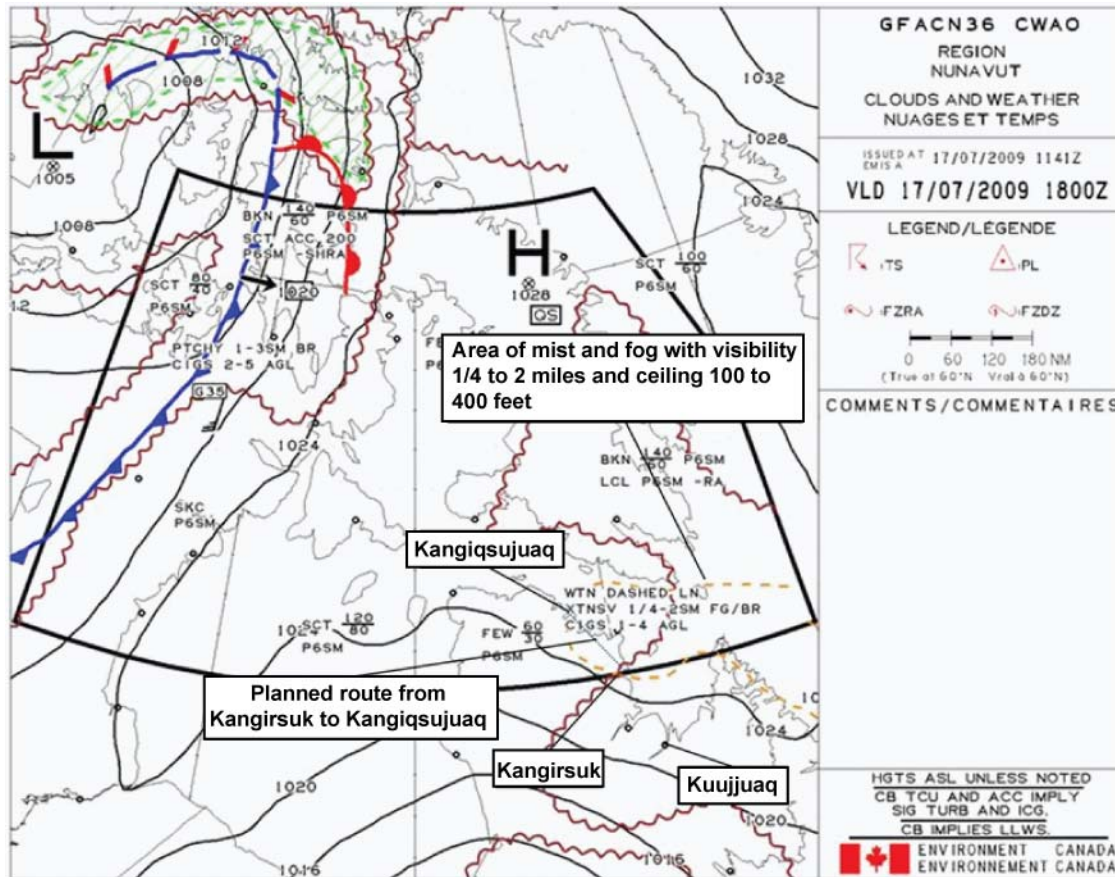 GFACN36 CWAO
REGION
NUNAVUT
CLOUDS AND WEATHER
NUAGES ET TEMPS
ISSUED AT 17/07/2009 1141Z
EMIS A
VLD 17/07/2009 1800Z
LEGEND/LÉGENDE
:TS
:PL
:FZRA
:FZDZ
0 60 120 180 NM
(True at 60°N Vrai à 60°N)
COMMENTS/COMMENTAIRES
HGTS ASL UNLESS NOTED
CB TCU AND ACC IMPLY
SIG TURB AND ICG.
CB IMPLIES LLWS.
ENVIRONMENT CANADA
ENVIRONNEMENT CANADA
1012
1008
L
1005
1008
1032
1028
1024
BKN 140/60 P6SM
SCT ACC 200
P6SM -SHRA
SCT 80/40
P6SM
1020
H
1028
QS
SCT 100/60
P6SM
PTCHY 1-3SM BR
CIGS 2-5 AGL
G35
1024
Area of mist and fog with visibility
1/4 to 2 miles and ceiling 100 to
400 feet
BKN 140/60 P6SM
LCL P6SM -RA
SKC
P6SM
Kangiqsujuaq
WTN DASHED LN
XTNSV 1/4-2SM FG/BR
CIGS 1-4 AGL
1024
SCT 120/80
P6SM
FEW 60/30
P6SM
Planned route from
Kangirsuk to Kangiqsujuaq
Kangirsuk
Kuujjuaq
1024
1020
1020
1016
1016